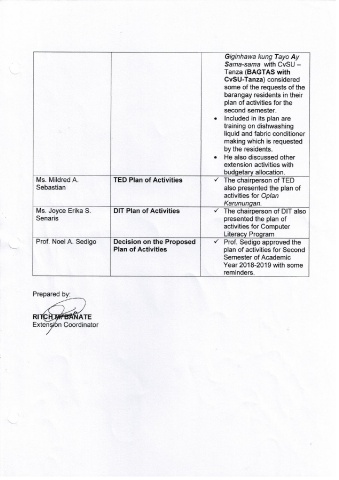 Giginhawa kung Tayo Ay
Sama-sama with CvSU –
Tanza (BAGTAS with
CvSU-Tanza) considered
some of the requests of the
barangay residents in their
plan of activities for the
second semester.
• Included in its plan are
training on dishwashing
liquid and fabric conditioner
making which is requested
by the residents.
• He also discussed other
extension activities with
budgetary allocation.
Ms. Mildred A.
Sebastian
TED Plan of Activities
✓ The chairperson of TED
also presented the plan of
activities for Oplan
Karunungan.
Ms. Joyce Erika S.
Senaris
DIT Plan of Activities
✓ The chairperson of DIT also
presented the plan of
activities for Computer
Literacy Program
Prof. Noel A. Sedigo
Decision on the Proposed
Plan of Activities
✓ Prof. Sedigo approved the
plan of activities for Second
Semester of Academic
Year 2018-2019 with some
reminders.
Prepared by:
RITCH M. BANATE
Extension Coordinator